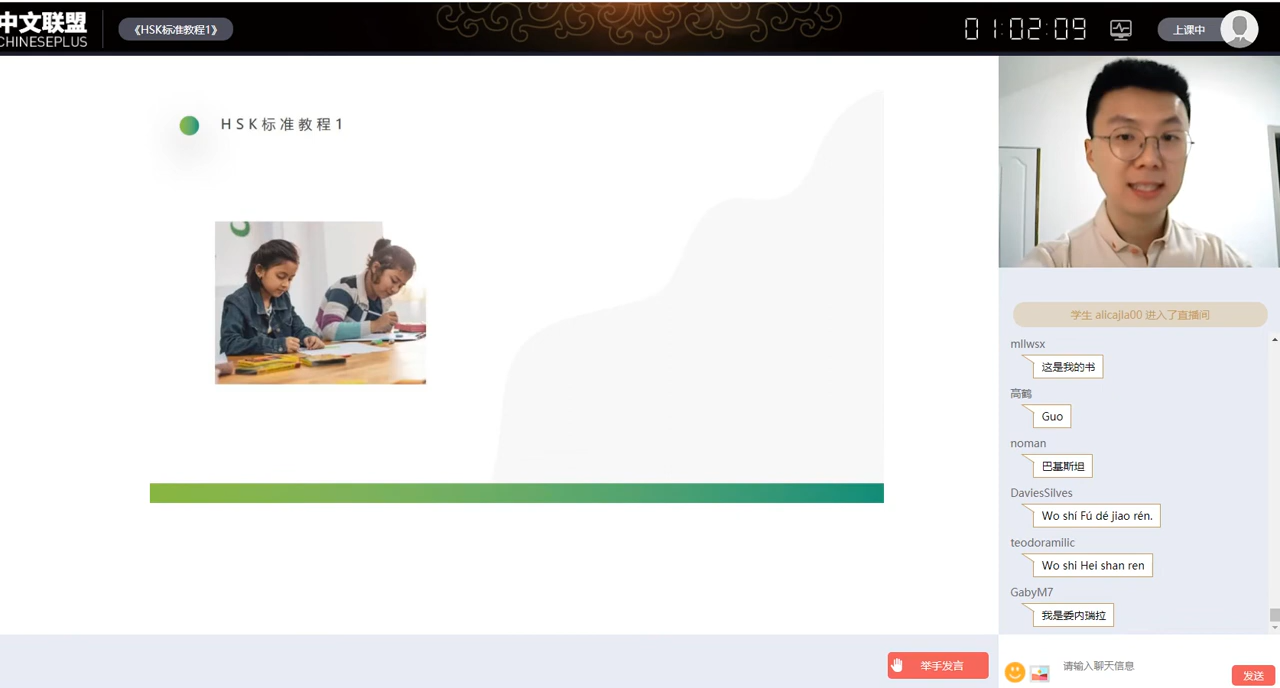 中文联盟
CHINESEPLUS
《HSK标准教程1》
01:02:09
上课中
HSK标准教程1
学生 alicajla00 进入了直播间
mllwsx
这是我的书
高鹤
Guo
noman
巴基斯坦
DaviesSilves
Wo shí Fú dé jiao rén.
teodoramilic
Wo shi Hei shan ren
GabyM7
我是委内瑞拉
举手发言
请输入聊天信息
发送